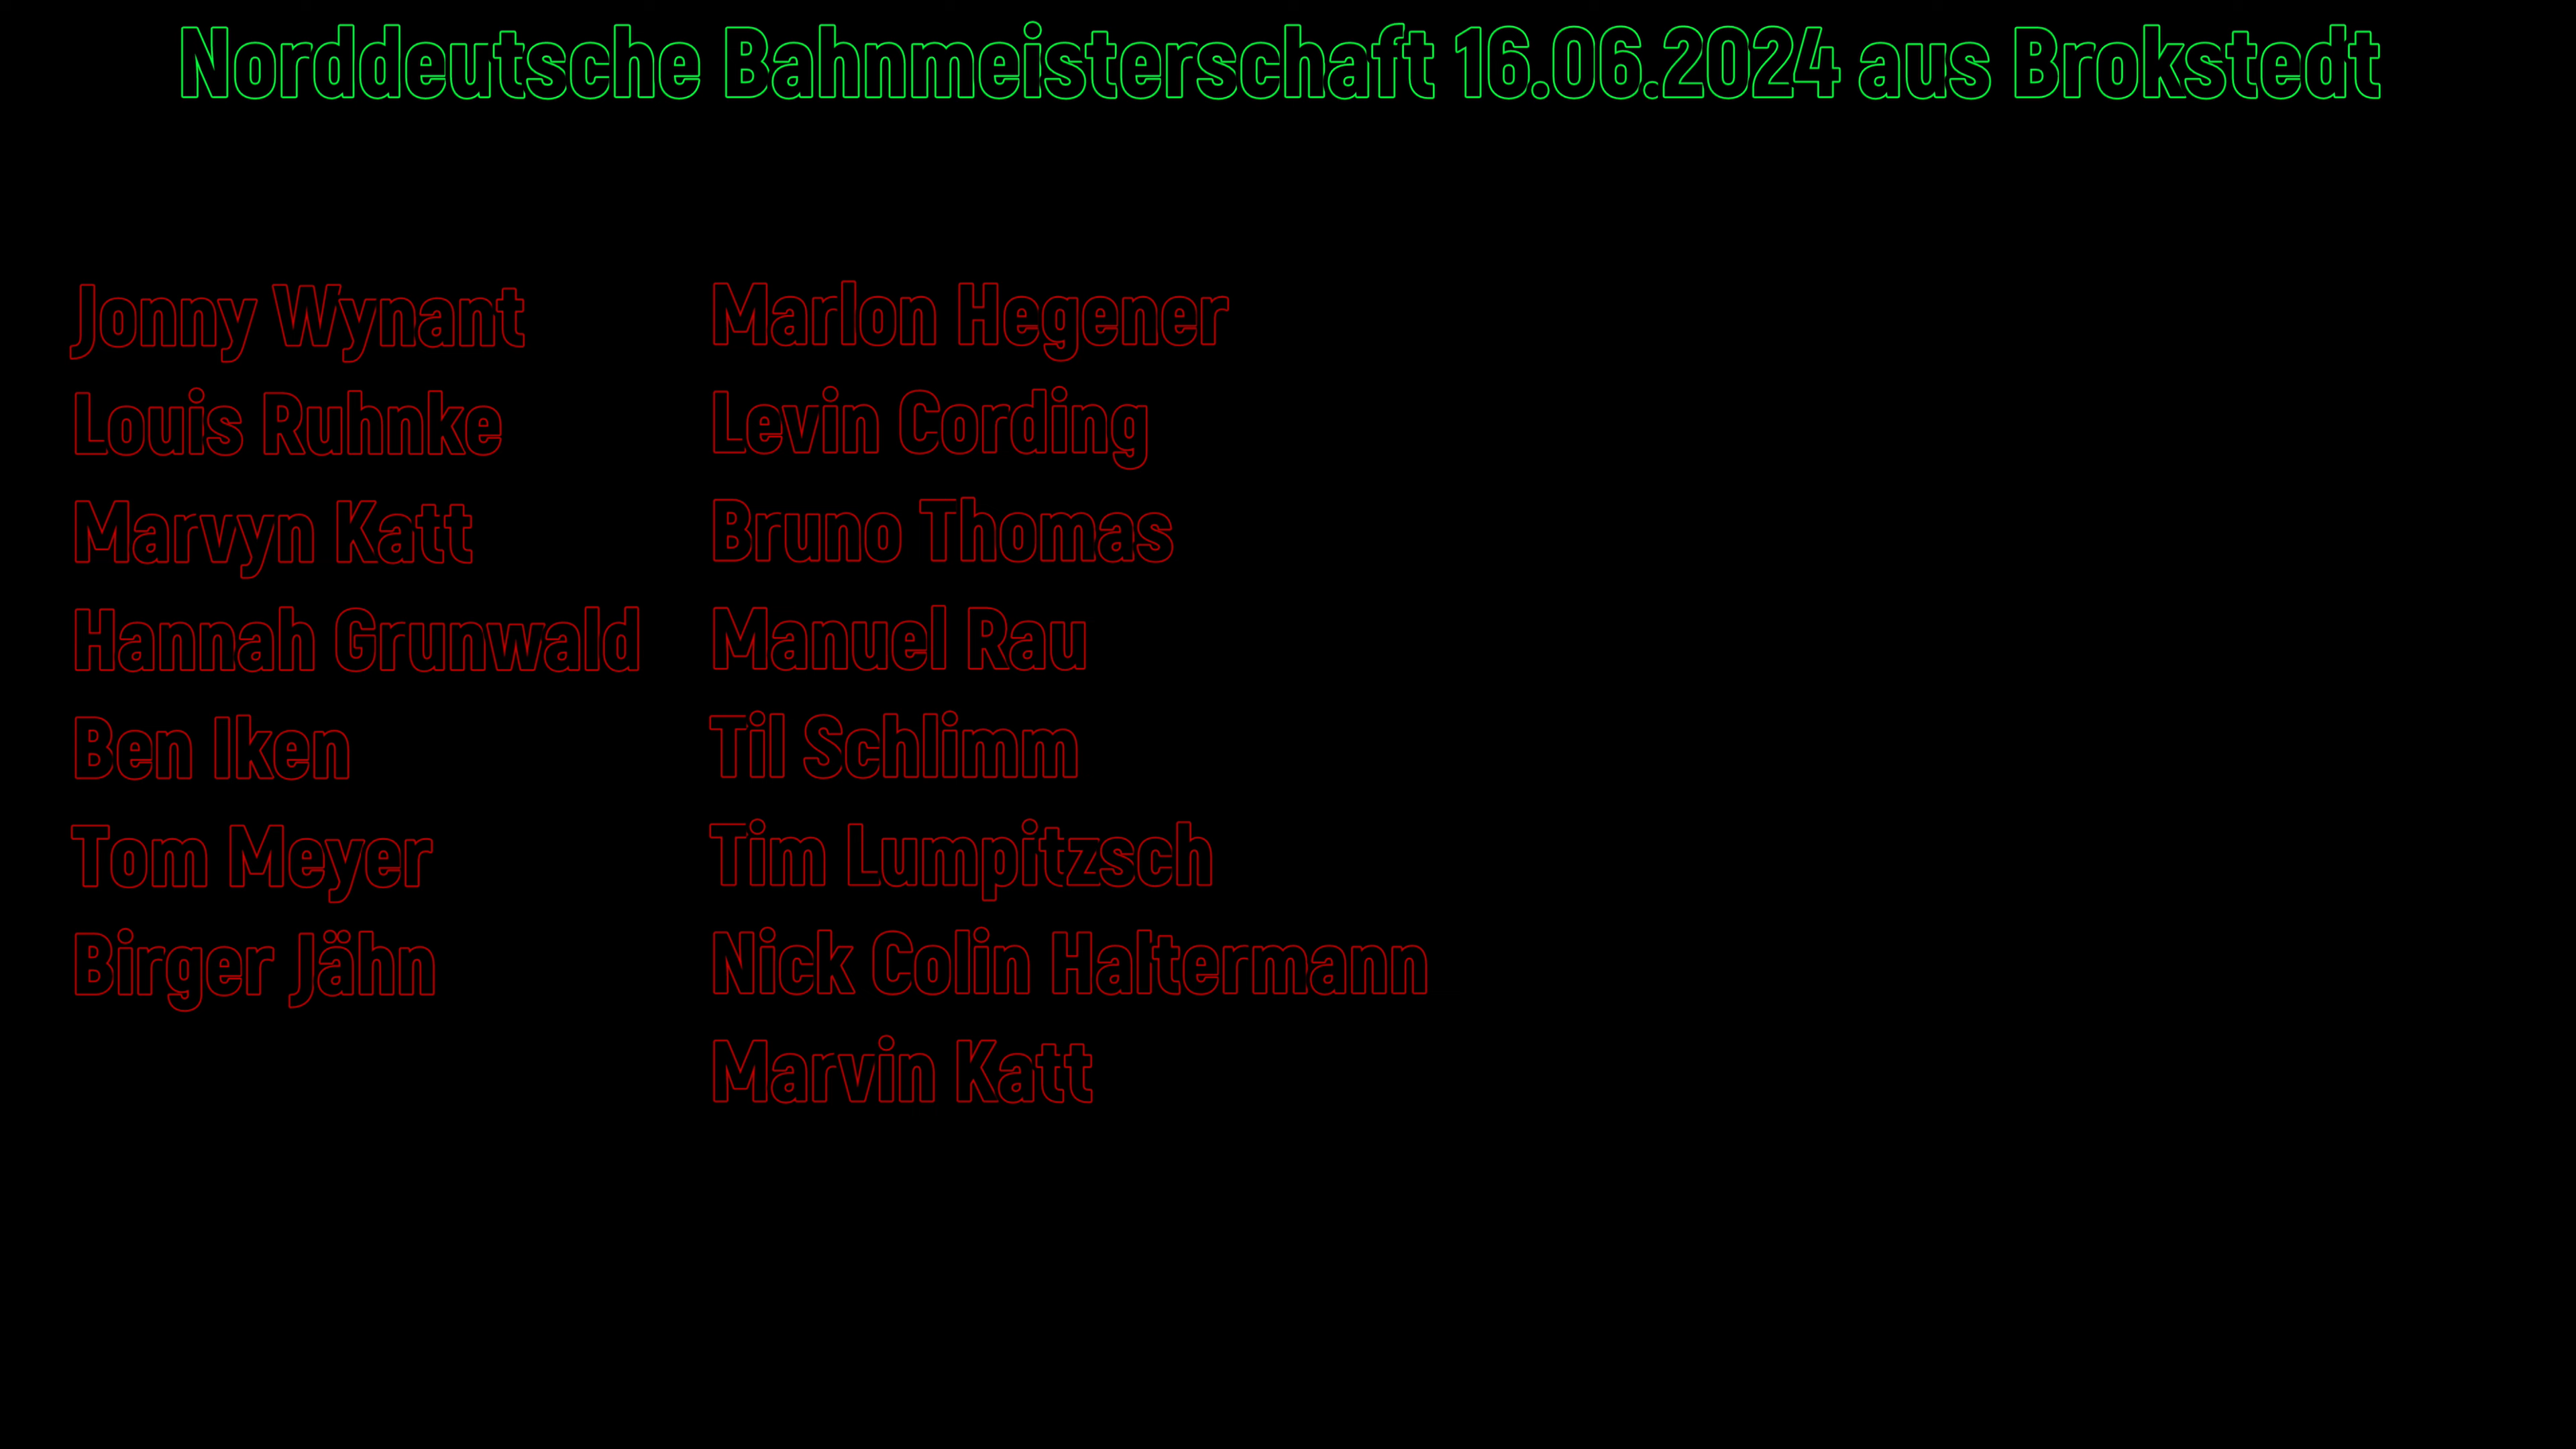 Norddeutsche Bahnmeisterschaft 16.06.2024 aus Brokstedt
Jonny Wynant
Louis Ruhnke
Marvyn Katt
Hannah Grunwald
Ben Iken
Tom Meyer
Birger Jähn
Marlon Hegener
Levin Cording
Bruno Thomas
Manuel Rau
Til Schlimm
Tim Lumpitzsch
Nick Colin Haltermann
Marvin Katt